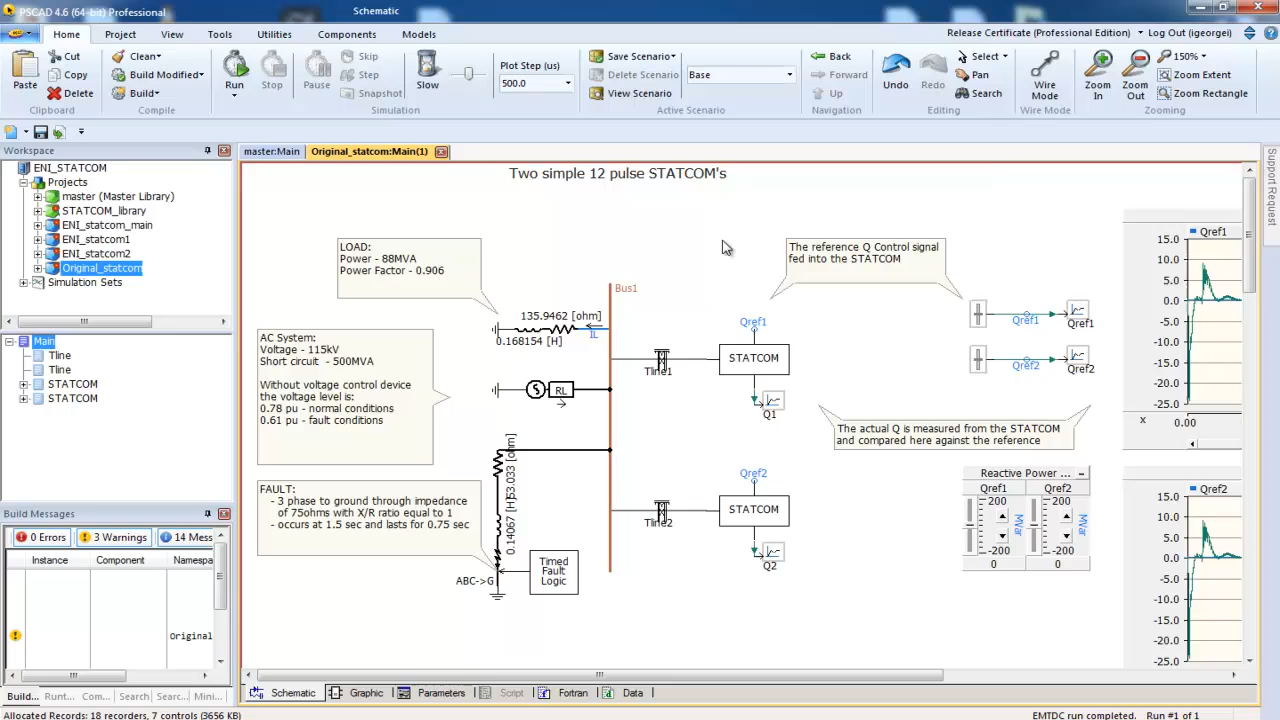 PSCAD 4.6 (64-bit) Professional
Schematic
Home
Project
View
Tools
Utilities
Components
Models
Release Certificate (Professional Edition)
Log Out (igeorgei)
Paste
Cut
Copy
Delete
Clipboard
Clean
Build Modified
Build
Compile
Run
Stop
Pause
Skip
Step
Snapshot
Slow
Plot Step (us)
500.0
Simulation
Save Scenario
Delete Scenario
View Scenario
Base
Active Scenario
Back
Forward
Up
Navigation
Undo
Redo
Select
Pan
Search
Editing
Wire Mode
Wire Mode
Zoom In
Zoom Out
150%
Zoom Extent
Zoom Rectangle
Zooming
Workspace
ENI_STATCOM
Projects
master (Master Library)
STATCOM_library
ENI_statcom_main
ENI_statcom1
ENI_statcom2
Original_statcom
Simulation Sets
Main
Tline
Tline
STATCOM
STATCOM
Build Messages
0 Errors
3 Warnings
14 Mess
Instance
Component
Namespa
Original
Build...
Runt...
Com...
Search
Searc...
Mini...
master:Main
Original_statcom:Main(1)
Two simple 12 pulse STATCOM's
LOAD:
Power - 88MVA
Power Factor - 0.906
AC System:
Voltage - 115kV
Short circuit - 500MVA
Without voltage control device
the voltage level is:
0.78 pu - normal conditions
0.61 pu - fault conditions
FAULT:
- 3 phase to ground through impedance
of 75ohms with X/R ratio equal to 1
- occurs at 1.5 sec and lasts for 0.75 sec
Bus1
135.9462 [ohm]
0.168154 [H]
IL
RL
53.033 [ohm]
0.14067 [H]
ABC->G
Timed
Fault
Logic
Tline1
Qref1
STATCOM
Q1
Tline2
Qref2
STATCOM
Q2
The reference Q Control signal
fed into the STATCOM
Qref1
Qref1
Qref2
Qref2
The actual Q is measured from the STATCOM
and compared here against the reference
Reactive Power ...
Qref1
Qref2
200
200
MVar
MVar
-200
-200
0
0
Qref1
15.0
10.0
5.0
0.0
-5.0
-10.0
-15.0
-20.0
-25.0
x
0.00
Qref2
15.0
10.0
5.0
0.0
-5.0
-10.0
-15.0
-20.0
-25.0
Support Request
Schematic
Graphic
Parameters
Script
Fortran
Data
Allocated Records: 18 recorders, 7 controls (3656 KB)
EMTDC run completed.
Run #1 of 1